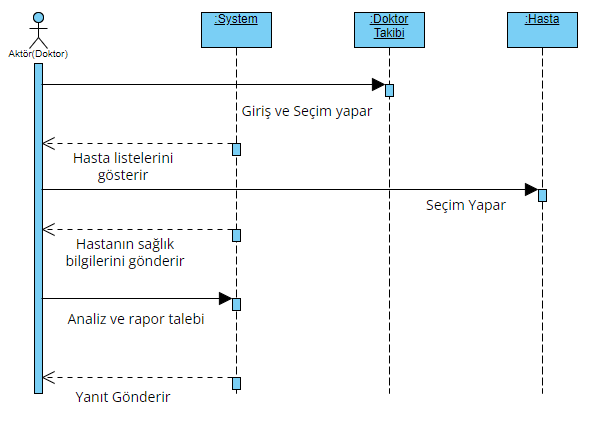 :System
:Doktor
Takibi
:Hasta
Aktör(Doktor)
Giriş ve Seçim yapar
Hasta listelerini
gösterir
Seçim Yapar
Hastanın sağlık
bilgilerini gönderir
Analiz ve rapor talebi
Yanıt Gönderir